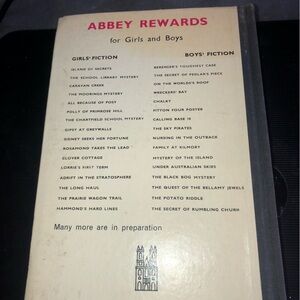 ABBEY REWARDS
for Girls and Boys
GIRLS' FICTION
ISLAND OF SECRETS
THE SCHOOL LIBRARY MYSTERY
CARAVAN CREEK
THE MOORINGS MYSTERY
ALL BECAUSE OF POSY
POLLY OF PRIMROSE HILL
THE CHARTFIELD SCHOOL MYSTERY
GIPSY AT GREYWALLS
SIDNEY SEEKS HER FORTUNE
ROSAMOND TAKES THE LEAD
CLOVER COTTAGE
LORRIE'S FIRST TERM
ADRIFT IN THE STRATOSPHERE
THE LONG HAUL
THE PRAIRIE WAGON TRAIL
HAMMOND'S HARD LINES
BOYS' FICTION
BERENGER'S TOUGHEST CASE
THE SECRET OF PEDLAR'S PIECE
ON THE WORLD'S ROOF
WRECKERS' BAY
CHALKY
PITTON FOUR POSTER
CALLING BASE II
THE SKY PIRATES
NURSING IN THE OUTBACK
FAMILY AT KILMORY
MYSTERY OF THE ISLAND
UNDER AUSTRALIAN SKIES
THE BLACK BOG MYSTERY
THE QUEST OF THE BELLAMY JEWELS
THE POTATO RIDDLE
THE SECRET OF RUMBLING CHURN
Many more are in preparation